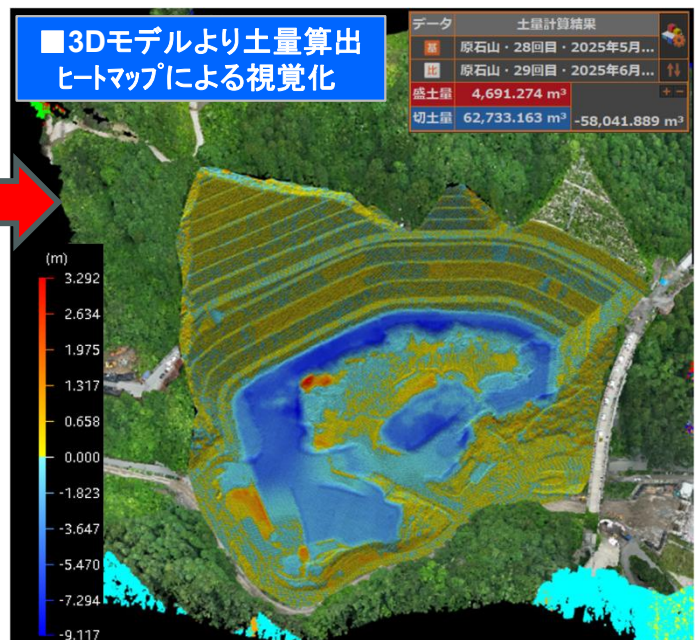 ■3Dモデルより土量算出
ﾋｰﾄﾏｯﾌﾟによる視覚化
データ 土量計算結果
基 原石山・28回目・2025年5月...
比 原石山・29回目・2025年6月...
盛土量 4,691.274 m³
切土量 62,733.163 m³ -58,041.889 m³
(m)
3.292
2.634
1.975
1.317
0.658
0.000
-1.823
-3.647
-5.470
-7.294
-9.117